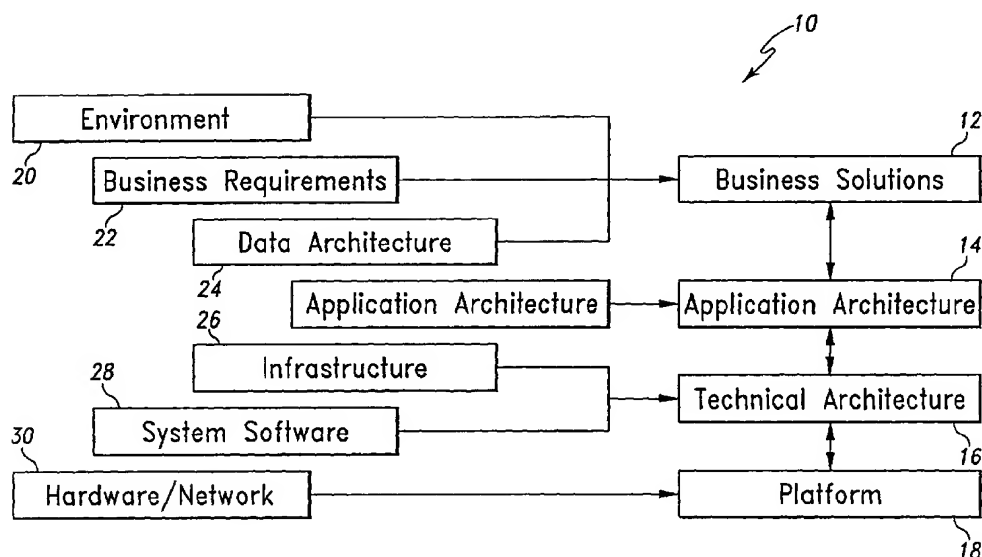 10
Environment
20
12
Business Requirements
22
Business Solutions
Data Architecture
24
14
Application Architecture
Application Architecture
26
Infrastructure
28
System Software
Technical Architecture
16
30
Hardware/Network
Platform
18